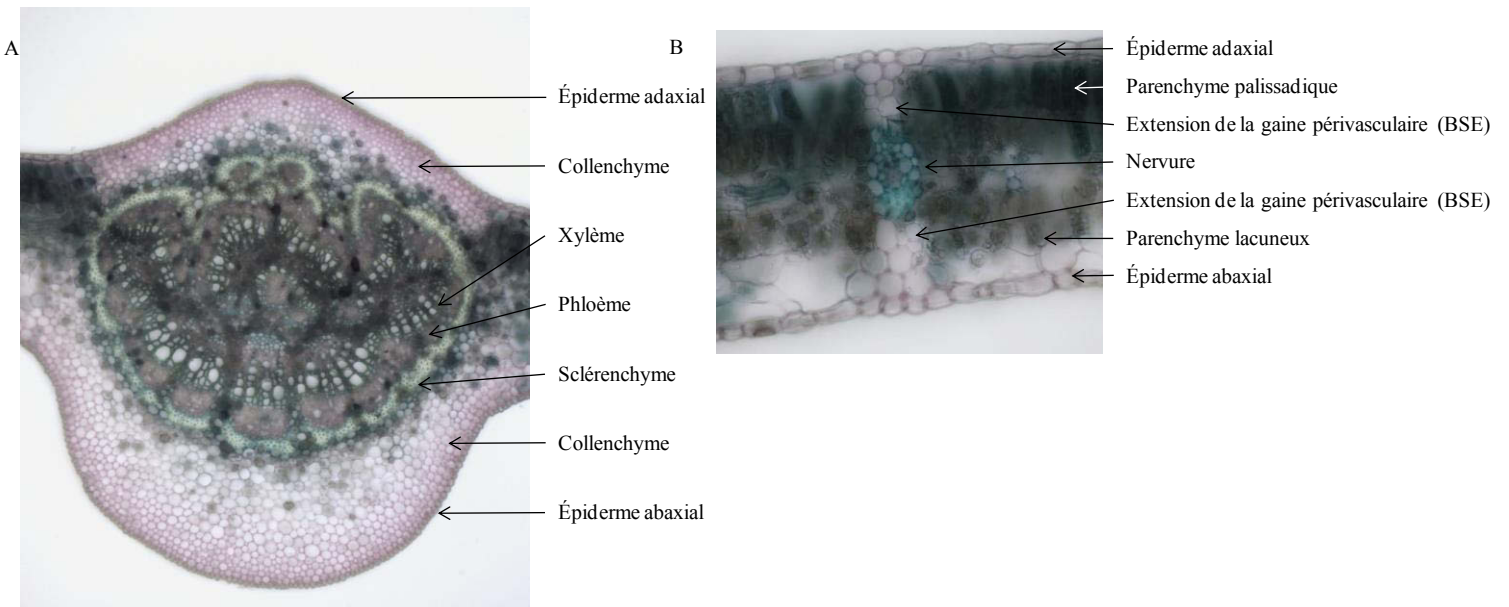 A
Épiderme adaxial
Collenchyme
Xylème
Phloème
Sclérenchyme
Collenchyme
Épiderme abaxial
B
Épiderme adaxial
Parenchyme palissadique
Extension de la gaine périvasculaire (BSE)
Nervure
Extension de la gaine périvasculaire (BSE)
Parenchyme lacuneux
Épiderme abaxial